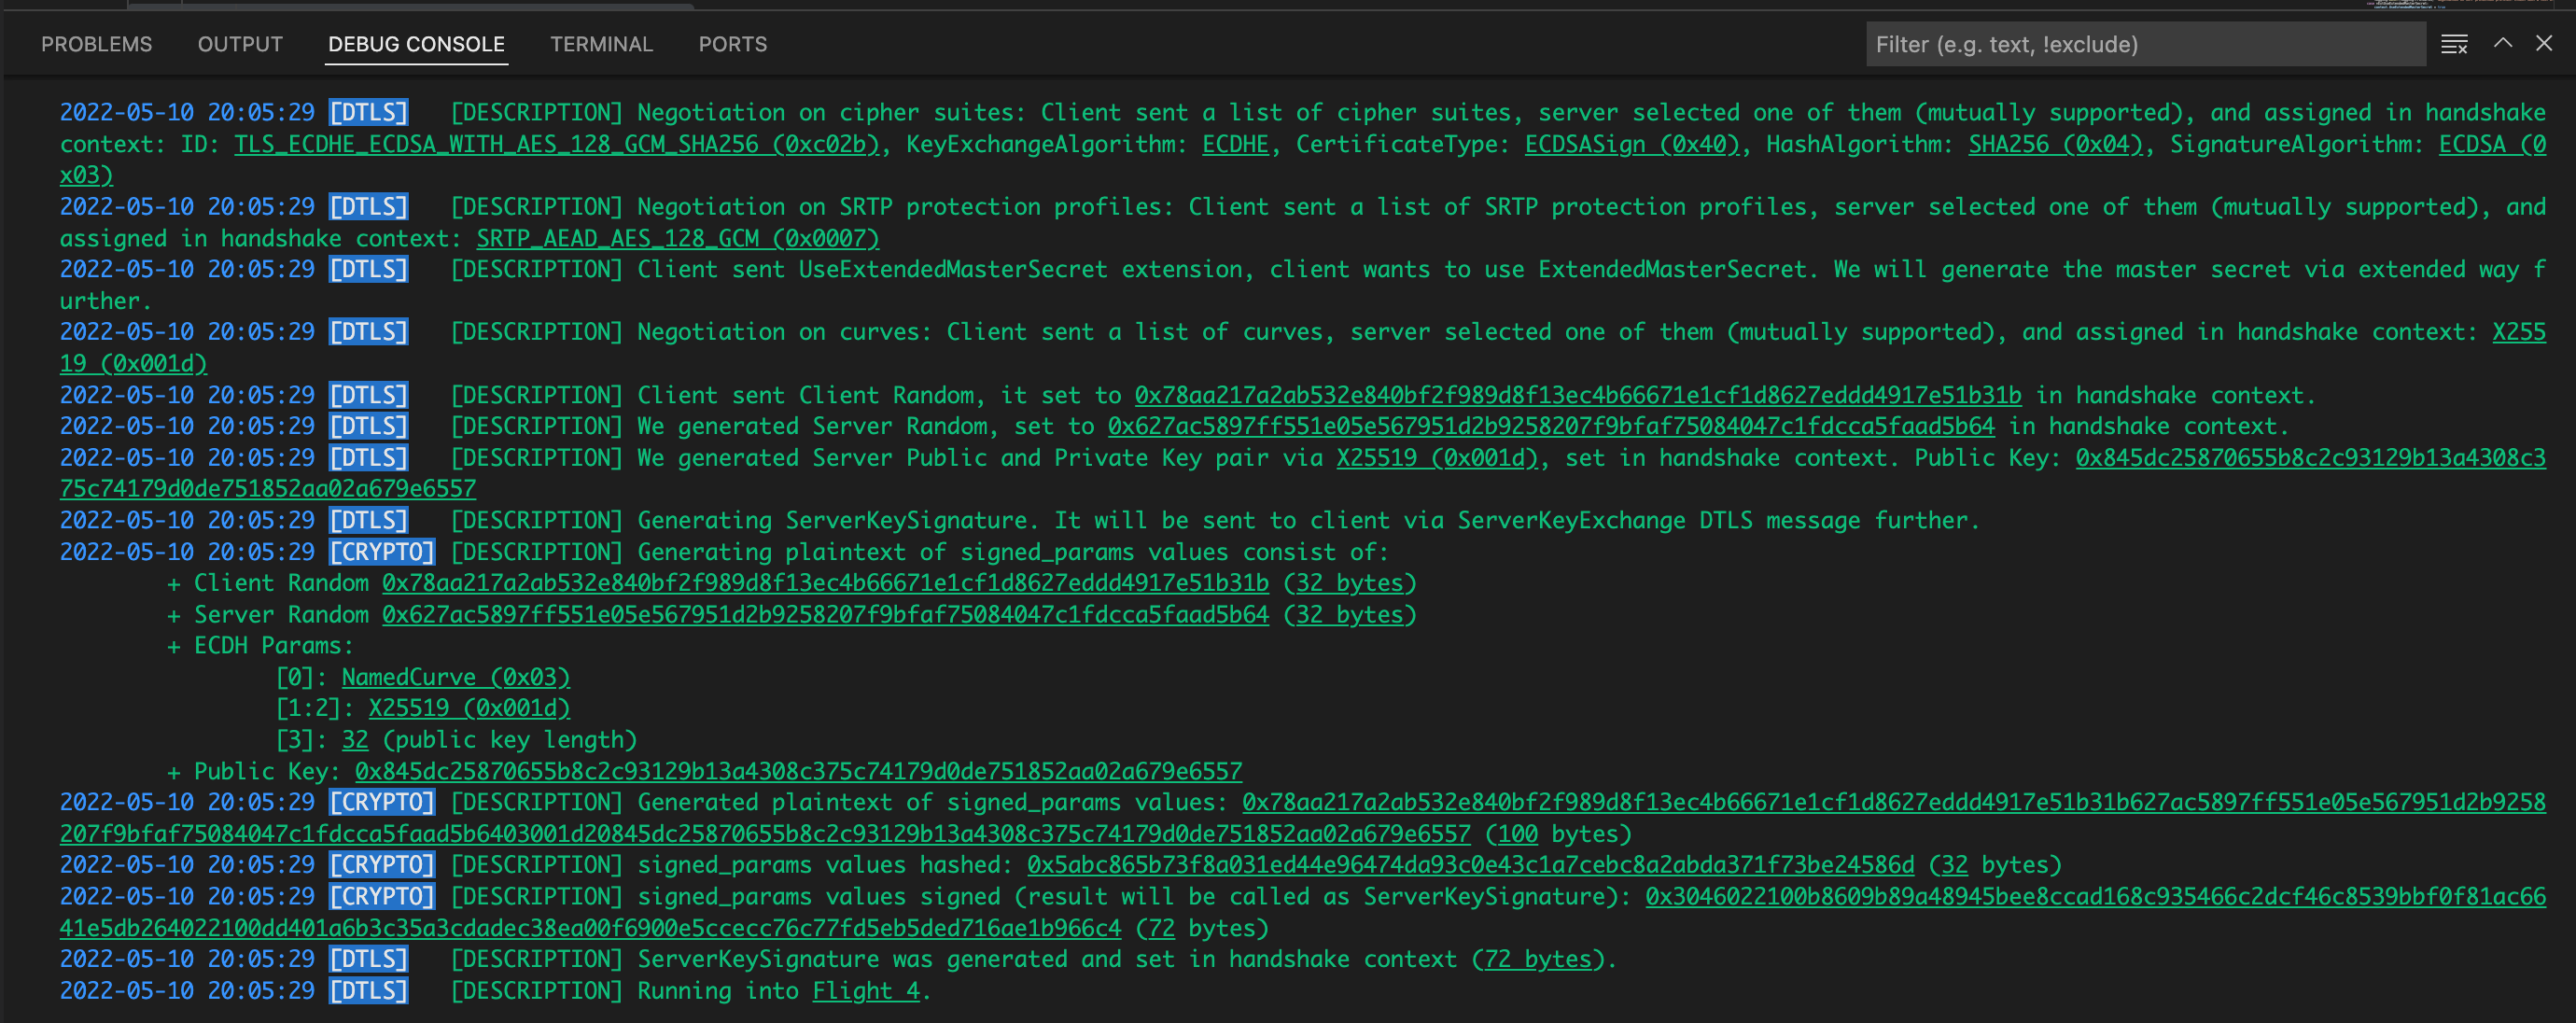 PROBLEMS OUTPUT DEBUG CONSOLE TERMINAL PORTS Filter (e.g. text, !exclude)
2022-05-10 20:05:29 [DTLS] [DESCRIPTION] Negotiation on cipher suites: Client sent a list of cipher suites, server selected one of them (mutually supported), and assigned in handshake
context: ID: TLS_ECDHE_ECDSA_WITH_AES_128_GCM_SHA256 (0xc02b), KeyExchangeAlgorithm: ECDHE, CertificateType: ECDSASign (0x40), HashAlgorithm: SHA256 (0x04), SignatureAlgorithm: ECDSA (0
x03)
2022-05-10 20:05:29 [DTLS] [DESCRIPTION] Negotiation on SRTP protection profiles: Client sent a list of SRTP protection profiles, server selected one of them (mutually supported), and
assigned in handshake context: SRTP_AEAD_AES_128_GCM (0x0007)
2022-05-10 20:05:29 [DTLS] [DESCRIPTION] Client sent UseExtendedMasterSecret extension, client wants to use ExtendedMasterSecret. We will generate the master secret via extended way f
urther.
2022-05-10 20:05:29 [DTLS] [DESCRIPTION] Negotiation on curves: Client sent a list of curves, server selected one of them (mutually supported), and assigned in handshake context: X255
19 (0x001d)
2022-05-10 20:05:29 [DTLS] [DESCRIPTION] Client sent Client Random, it set to 0x78aa217a2ab532e840bf2f989d8f13ec4b66671e1cf1d8627eddd4917e51b31b in handshake context.
2022-05-10 20:05:29 [DTLS] [DESCRIPTION] We generated Server Random, set to 0x627ac5897ff551e05e567951d2b9258207f9bfaf75084047c1fdcca5faad5b64 in handshake context.
2022-05-10 20:05:29 [DTLS] [DESCRIPTION] We generated Server Public and Private Key pair via X25519 (0x001d), set in handshake context. Public Key: 0x845dc25870655b8c2c93129b13a4308c3
75c74179d0de751852aa02a679e6557
2022-05-10 20:05:29 [DTLS] [DESCRIPTION] Generating ServerKeySignature. It will be sent to client via ServerKeyExchange DTLS message further.
2022-05-10 20:05:29 [CRYPTO] [DESCRIPTION] Generating plaintext of signed_params values consist of:
+ Client Random 0x78aa217a2ab532e840bf2f989d8f13ec4b66671e1cf1d8627eddd4917e51b31b (32 bytes)
+ Server Random 0x627ac5897ff551e05e567951d2b9258207f9bfaf75084047c1fdcca5faad5b64 (32 bytes)
+ ECDH Params:
[0]: NamedCurve (0x03)
[1:2]: X25519 (0x001d)
[3]: 32 (public key length)
+ Public Key: 0x845dc25870655b8c2c93129b13a4308c375c74179d0de751852aa02a679e6557
2022-05-10 20:05:29 [CRYPTO] [DESCRIPTION] Generated plaintext of signed_params values: 0x78aa217a2ab532e840bf2f989d8f13ec4b66671e1cf1d8627eddd4917e51b31b627ac5897ff551e05e567951d2b9258
207f9bfaf75084047c1fdcca5faad5b6403001d20845dc25870655b8c2c93129b13a4308c375c74179d0de751852aa02a679e6557 (100 bytes)
2022-05-10 20:05:29 [CRYPTO] [DESCRIPTION] signed_params values hashed: 0x5abc865b73f8a031ed44e96474da93c0e43c1a7cebc8a2abda371f73be24586d (32 bytes)
2022-05-10 20:05:29 [CRYPTO] [DESCRIPTION] signed_params values signed (result will be called as ServerKeySignature): 0x3046022100b8609b89a48945bee8ccad168c935466c2dcf46c8539bbf0f81ac66
41e5db264022100dd401a6b3c35a3cdadec38ea00f6900e5ccecc76c77fd5eb5ded716ae1b966c4 (72 bytes)
2022-05-10 20:05:29 [DTLS] [DESCRIPTION] ServerKeySignature was generated and set in handshake context (72 bytes).
2022-05-10 20:05:29 [DTLS] [DESCRIPTION] Running into Flight 4.